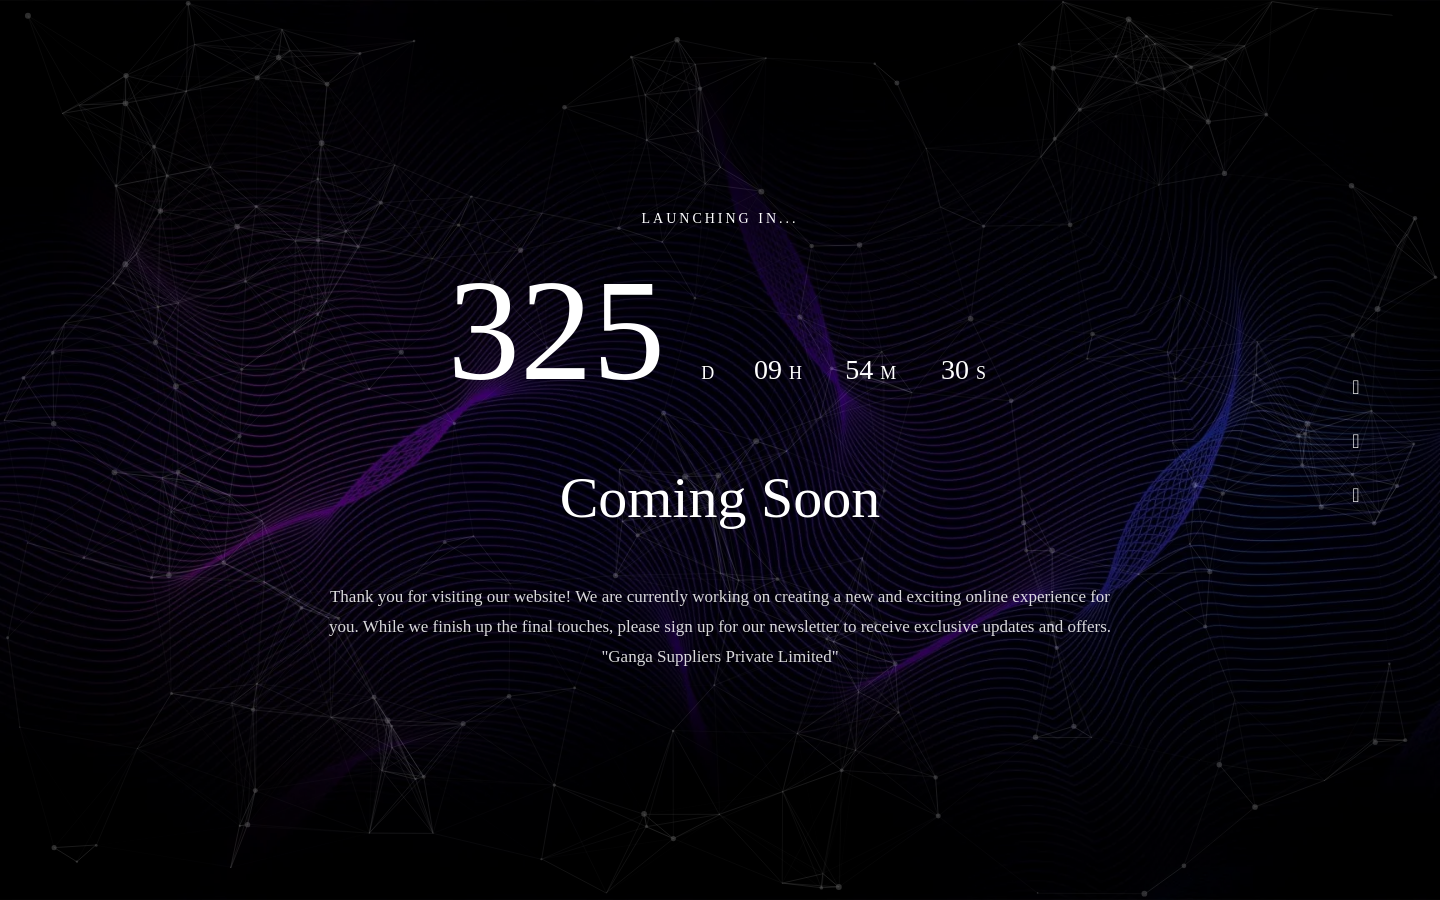 LAUNCHING IN...
325 D 09 H 54 M 30 S
Coming Soon
Thank you for visiting our website! We are currently working on creating a new and exciting online experience for
you. While we finish up the final touches, please sign up for our newsletter to receive exclusive updates and offers.
"Ganga Suppliers Private Limited"